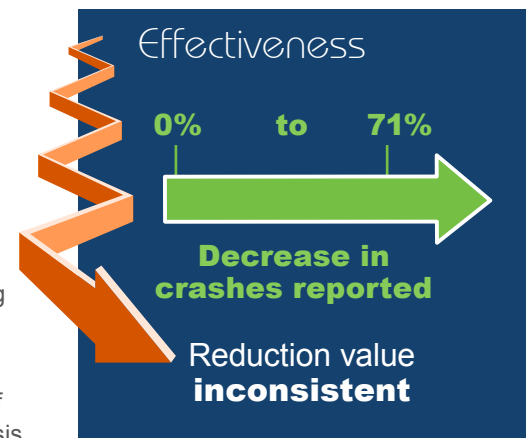 Effectiveness
0% to 71%
Decrease in
crashes reported
Reduction value
inconsistent